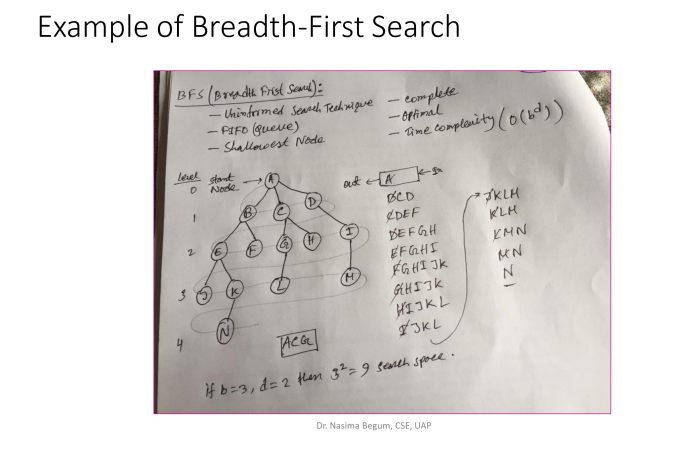 Example of Breadth-First Search
BFS (Breadth First Search):
— Uninformed Search Technique
— FIFO (Queue)
— Shallowest Node
— complete
— Optimal
— Time complexity (O(b^d))
level
0
start
Node
A
1
B C D
2
E F G H I
3
J K L M
4
N
out A in
BCD
CDEF
DEFGH
EFGHI
FGHIJK
GHIJK
HIJKL
IJKL
JKLM
KLM
LMN
MN
N
—
ACG
if b=3, d=2 then 3^2=9 search space.
Dr. Nasima Begum, CSE, UAP